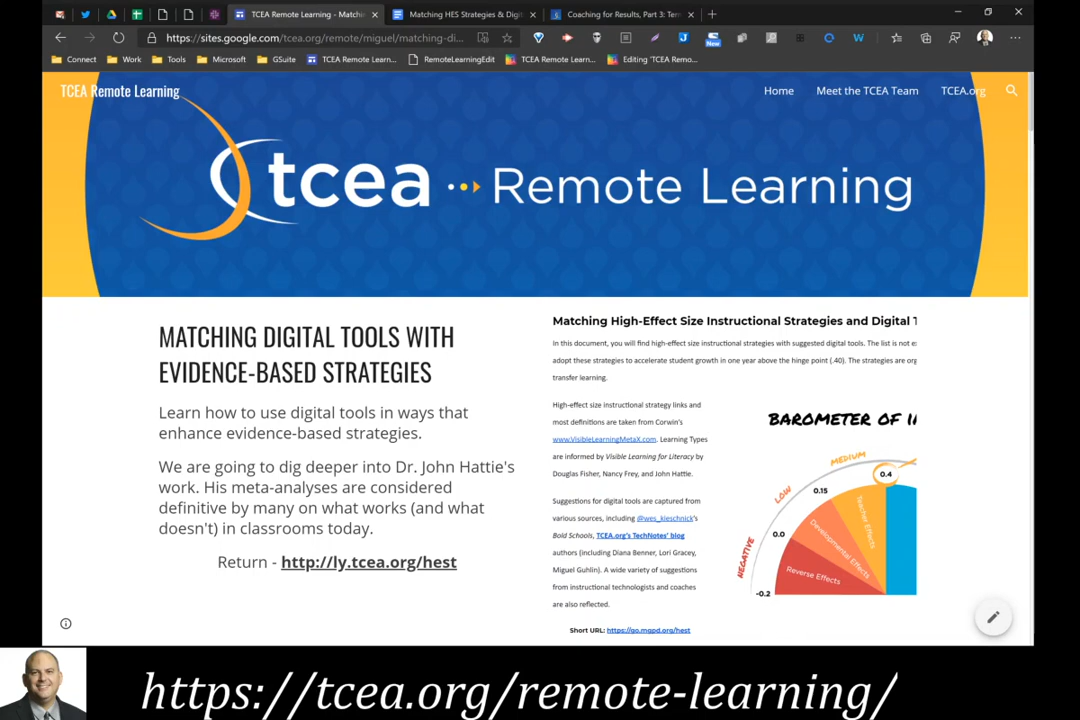 TCEA Remote Learning - Matchi
Matching HES Strategies & Digit
Coaching for Results, Part 3: Tem
https://sites.google.com/tcea.org/remote/miguel/matching-di...
New
Connect
Work
Tools
Microsoft
GSuite
TCEA Remote Learn...
RemoteLearningEdit
TCEA Remote Learn...
Editing 'TCEA Remo...
TCEA Remote Learning
Home
Meet the TCEA Team
TCEA.org
tcea Remote Learning
MATCHING DIGITAL TOOLS WITH
EVIDENCE-BASED STRATEGIES
Learn how to use digital tools in ways that
enhance evidence-based strategies.
We are going to dig deeper into Dr. John Hattie's
work. His meta-analyses are considered
definitive by many on what works (and what
doesn't) in classrooms today.
Return - http://ly.tcea.org/hest
Matching High-Effect Size Instructional Strategies and Digital T
In this document, you will find high-effect size instructional strategies with suggested digital tools. The list is not e
adopt these strategies to accelerate student growth in one year above the hinge point (.40). The strategies are org
transfer learning.
High-effect size instructional strategy links and
most definitions are taken from Corwin's
www.VisibleLearningMetaX.com. Learning Types
are informed by Visible Learning for Literacy by
Douglas Fisher, Nancy Frey, and John Hattie.
Suggestions for digital tools are captured from
various sources, including @wes_kieschnick's
Bold Schools, TCEA.org's TechNotes' blog
authors (including Diana Benner, Lori Gracey,
Miguel Guhlin). A wide variety of suggestions
from instructional technologists and coaches
are also reflected.
Short URL: https://go.mgpd.org/hest
BAROMETER OF I
MEDIUM
0.4
LOW
0.15
Teacher Effects
0.0
Developmental Effects
NEGATIVE
Reverse Effects
-0.2
https://tcea.org/remote-learning/